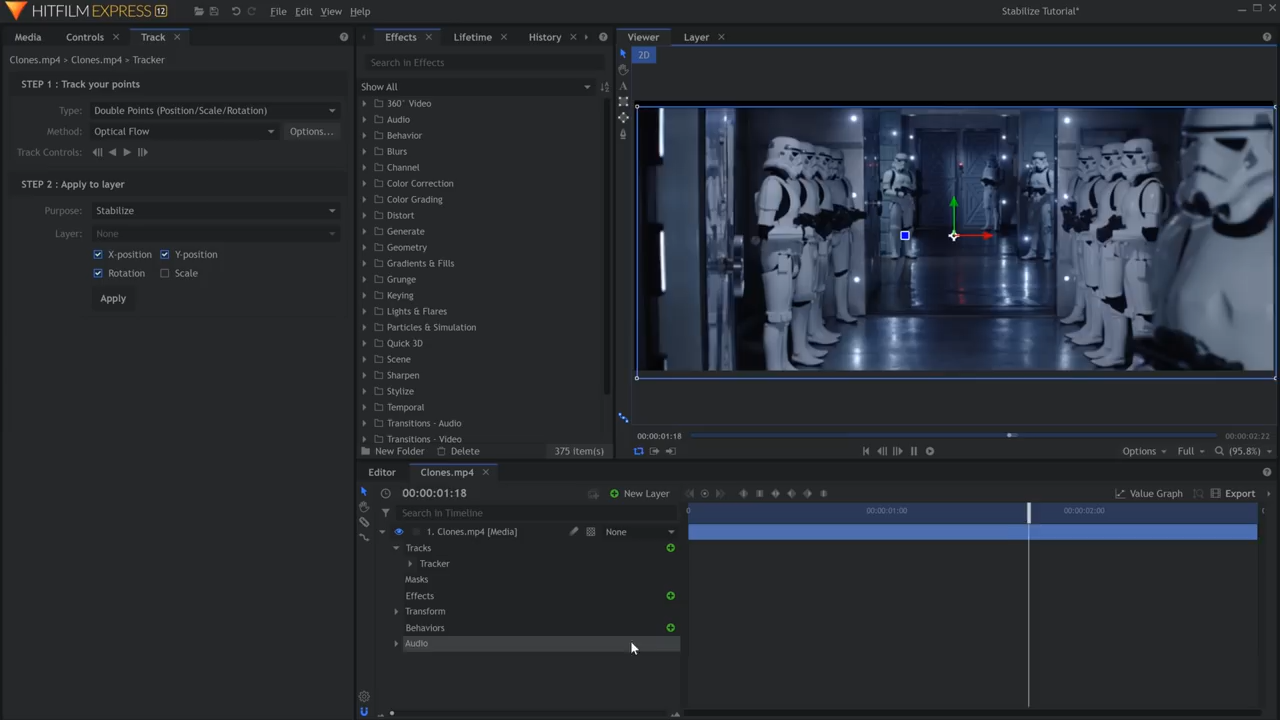 HITFILM EXPRESS 12 File Edit View Help Stabilize Tutorial*
Media Controls Track
Clones.mp4 > Clones.mp4 > Tracker
STEP 1 : Track your points
Type: Double Points (Position/Scale/Rotation)
Method: Optical Flow Options...
Track Controls:
STEP 2 : Apply to layer
Purpose: Stabilize
Layer: None
X-position Y-position
Rotation Scale
Apply
Effects Lifetime History
Search in Effects
Show All
360° Video
Audio
Behavior
Blurs
Channel
Color Correction
Color Grading
Distort
Generate
Geometry
Gradients & Fills
Grunge
Keying
Lights & Flares
Particles & Simulation
Quick 3D
Scene
Sharpen
Stylize
Temporal
Transitions - Audio
Transitions - Video
New Folder Delete 375 item(s)
Viewer Layer
2D
00:00:01:18 00:00:02:22
Options Full (95.8%)
Editor Clones.mp4
00:00:01:18 New Layer Value Graph Export
Search in Timeline 0 00:00:01:00 00:00:02:00
1. Clones.mp4 [Media] None
Tracks
Tracker
Masks
Effects
Transform
Behaviors
Audio